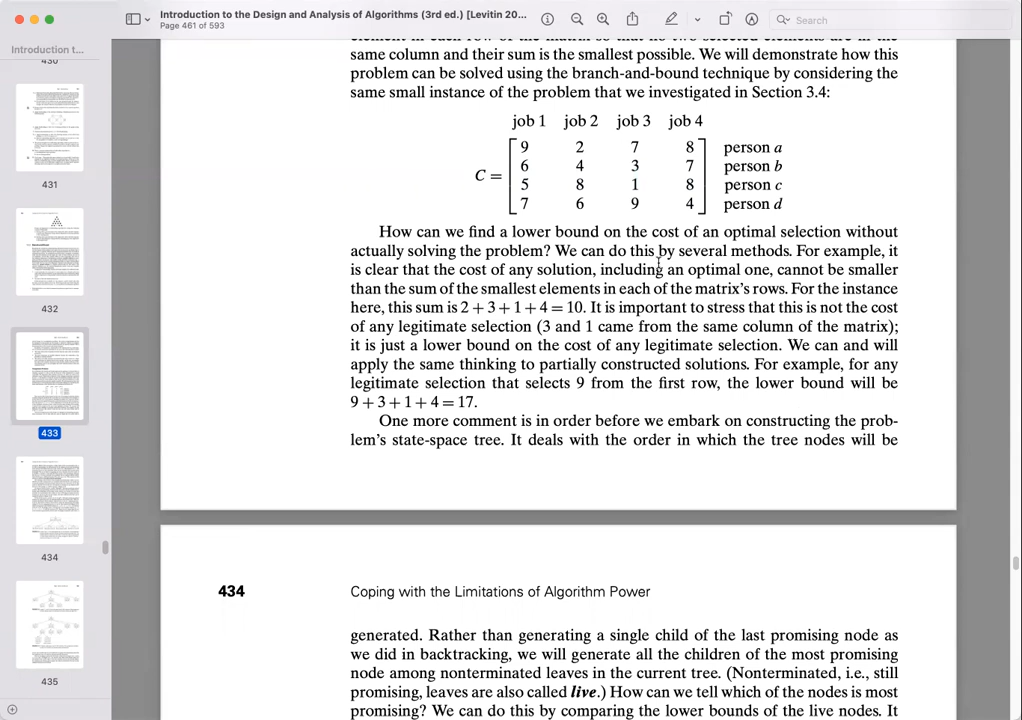 Introduction to the Design and Analysis of Algorithms (3rd ed.) [Levitin 20...
Page 461 of 593
Search
Introduction t...
430
431
432
433
434
435
element in each row of the matrix so that no two selected elements are in the
same column and their sum is the smallest possible. We will demonstrate how this
problem can be solved using the branch-and-bound technique by considering the
same small instance of the problem that we investigated in Section 3.4:
job 1 job 2 job 3 job 4
9 2 7 8 person a
6 4 3 7 person b
C =
5 8 1 8 person c
7 6 9 4 person d
How can we find a lower bound on the cost of an optimal selection without
actually solving the problem? We can do this by several methods. For example, it
is clear that the cost of any solution, including an optimal one, cannot be smaller
than the sum of the smallest elements in each of the matrix's rows. For the instance
here, this sum is 2 + 3 + 1 + 4 = 10. It is important to stress that this is not the cost
of any legitimate selection (3 and 1 came from the same column of the matrix);
it is just a lower bound on the cost of any legitimate selection. We can and will
apply the same thinking to partially constructed solutions. For example, for any
legitimate selection that selects 9 from the first row, the lower bound will be
9 + 3 + 1 + 4 = 17.
One more comment is in order before we embark on constructing the prob-
lem's state-space tree. It deals with the order in which the tree nodes will be
434 Coping with the Limitations of Algorithm Power
generated. Rather than generating a single child of the last promising node as
we did in backtracking, we will generate all the children of the most promising
node among nonterminated leaves in the current tree. (Nonterminated, i.e., still
promising, leaves are also called live.) How can we tell which of the nodes is most
promising? We can do this by comparing the lower bounds of the live nodes. It